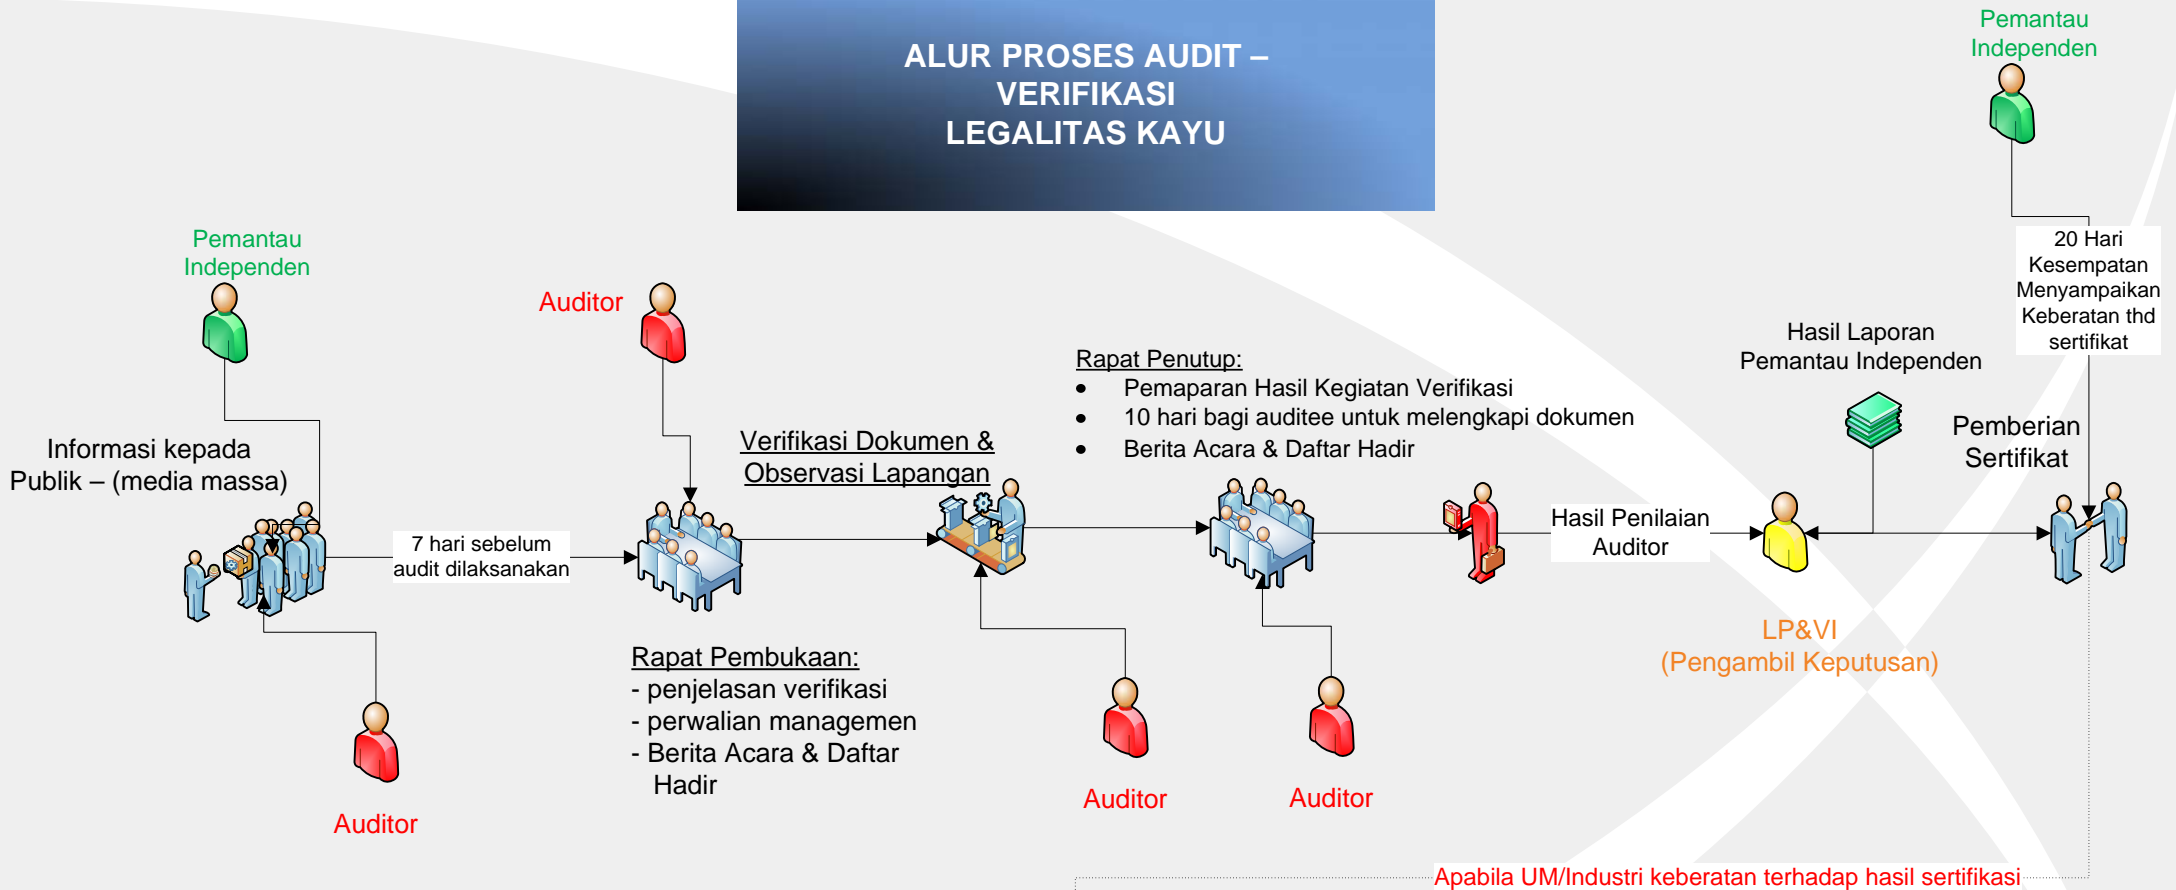 ALUR PROSES AUDIT –
VERIFIKASI
LEGALITAS KAYU
Pemantau
Independen
Pemantau
Independen
Auditor
20 Hari
Kesempatan
Menyampaikan
Keberatan thd
sertifikat
Hasil Laporan
Pemantau Independen
Rapat Penutup:
• Pemaparan Hasil Kegiatan Verifikasi
• 10 hari bagi auditee untuk melengkapi dokumen
• Berita Acara & Daftar Hadir
Informasi kepada
Publik – (media massa)
Verifikasi Dokumen &
Observasi Lapangan
Pemberian
Sertifikat
7 hari sebelum
audit dilaksanakan
Hasil Penilaian
Auditor
LP&VI
(Pengambil Keputusan)
Rapat Pembukaan:
- penjelasan verifikasi
- perwalian managemen
- Berita Acara & Daftar
Hadir
Auditor
Auditor
Auditor
Apabila UM/Industri keberatan terhadap hasil sertifikasi